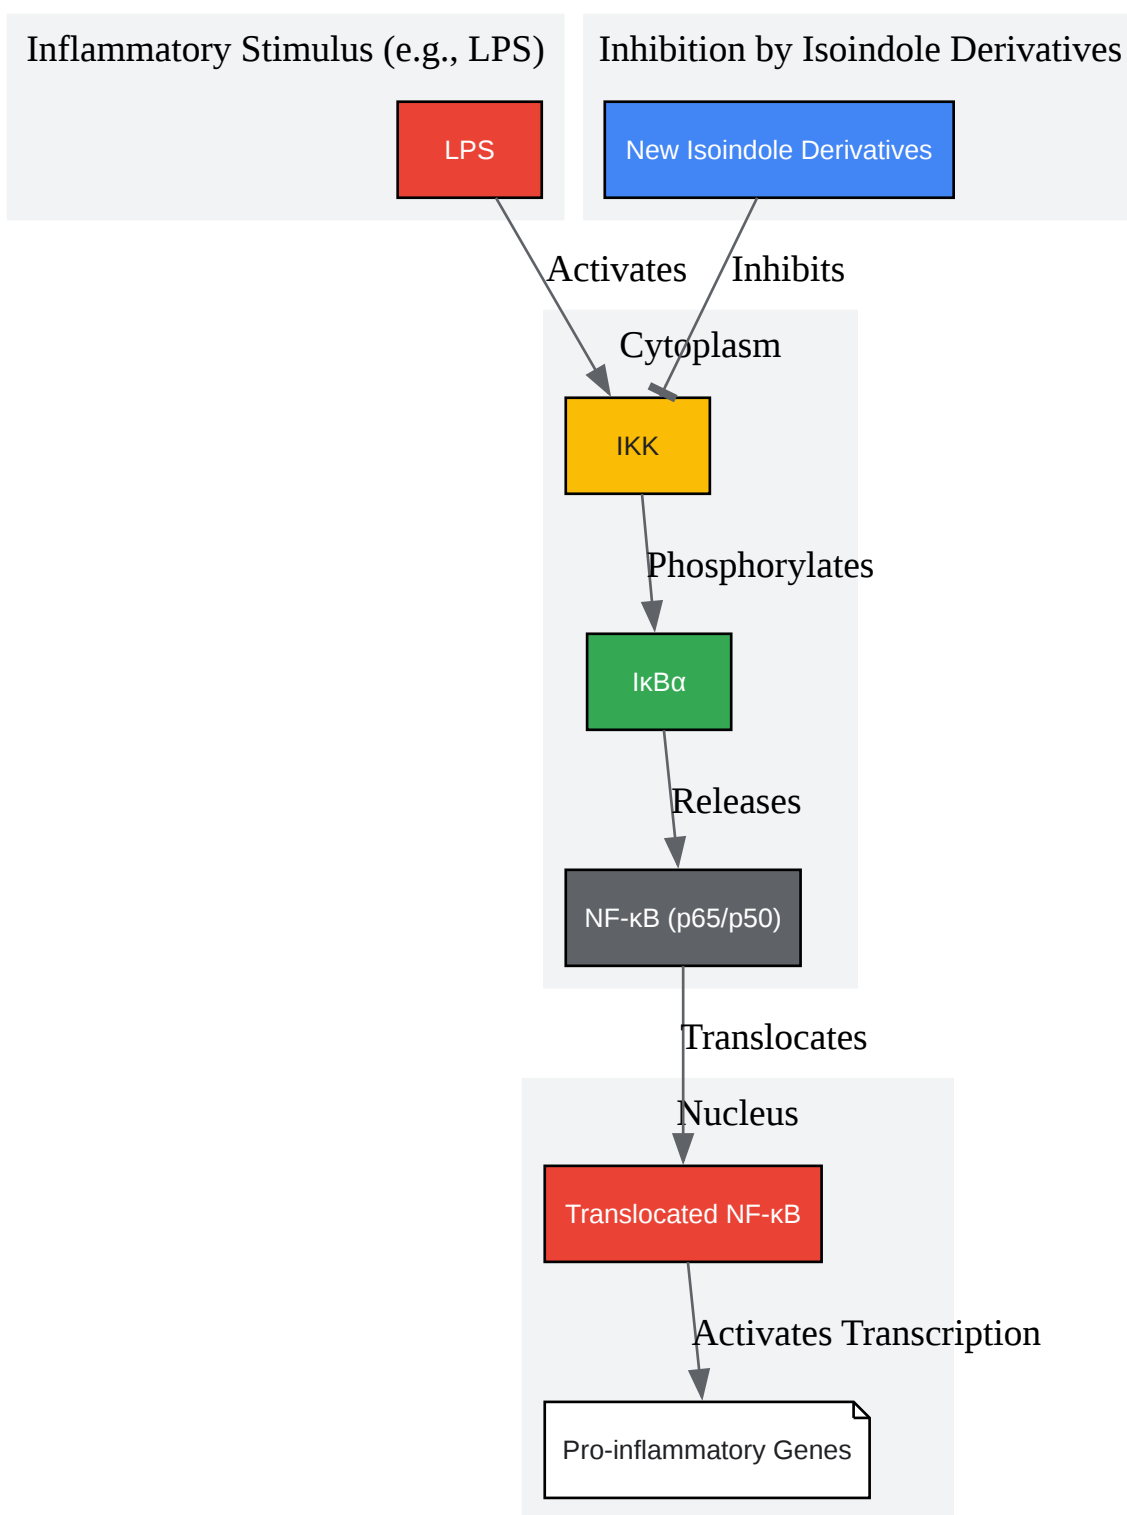 Inflammatory Stimulus (e.g., LPS)
Inhibition by Isoindole Derivatives
LPS
New Isoindole Derivatives
Activates
Inhibits
Cytoplasm
IKK
Phosphorylates
IκBα
Releases
NF-κB (p65/p50)
Translocates
Nucleus
Translocated NF-κB
Activates Transcription
Pro-inflammatory Genes